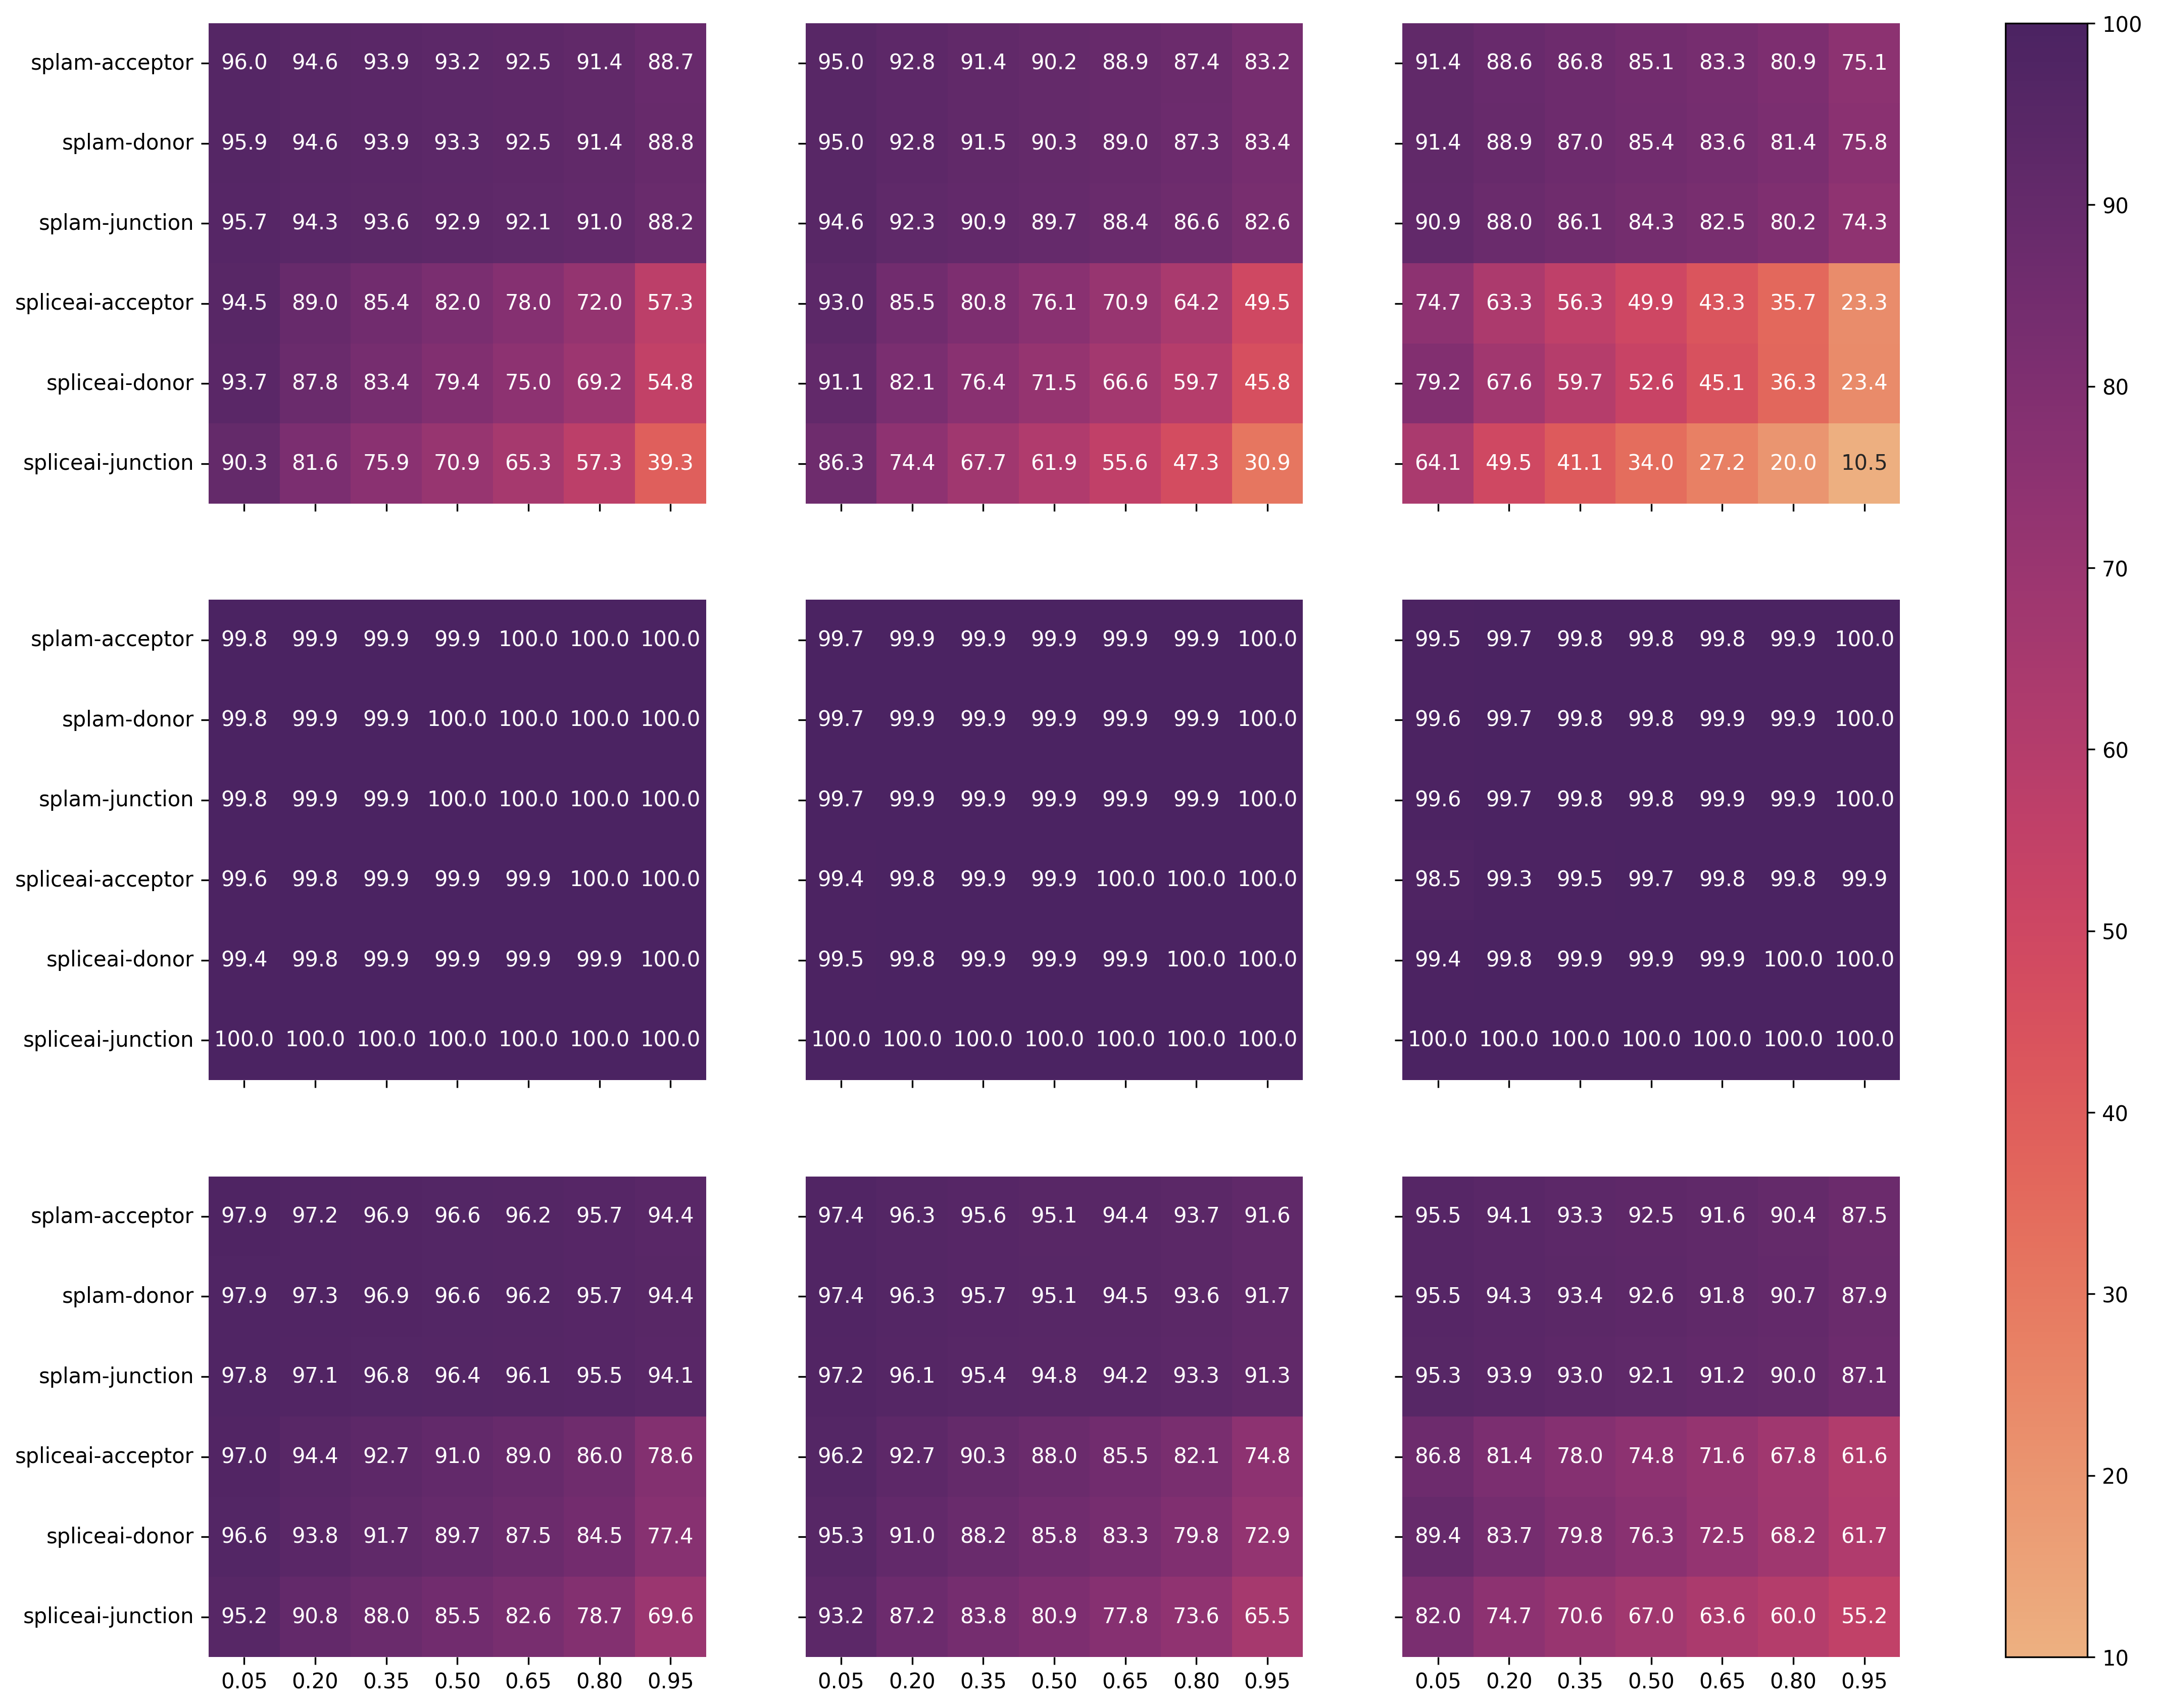 splam-acceptor 96.0 94.6 93.9 93.2 92.5 91.4 88.7 95.0 92.8 91.4 90.2 88.9 87.4 83.2 91.4 88.6 86.8 85.1 83.3 80.9 75.1
splam-donor 95.9 94.6 93.9 93.3 92.5 91.4 88.8 95.0 92.8 91.5 90.3 89.0 87.3 83.4 91.4 88.9 87.0 85.4 83.6 81.4 75.8
splam-junction 95.7 94.3 93.6 92.9 92.1 91.0 88.2 94.6 92.3 90.9 89.7 88.4 86.6 82.6 90.9 88.0 86.1 84.3 82.5 80.2 74.3
spliceai-acceptor 94.5 89.0 85.4 82.0 78.0 72.0 57.3 93.0 85.5 80.8 76.1 70.9 64.2 49.5 74.7 63.3 56.3 49.9 43.3 35.7 23.3
spliceai-donor 93.7 87.8 83.4 79.4 75.0 69.2 54.8 91.1 82.1 76.4 71.5 66.6 59.7 45.8 79.2 67.6 59.7 52.6 45.1 36.3 23.4
spliceai-junction 90.3 81.6 75.9 70.9 65.3 57.3 39.3 86.3 74.4 67.7 61.9 55.6 47.3 30.9 64.1 49.5 41.1 34.0 27.2 20.0 10.5
splam-acceptor 99.8 99.9 99.9 99.9 100.0 100.0 100.0 99.7 99.9 99.9 99.9 99.9 99.9 100.0 99.5 99.7 99.8 99.8 99.8 99.9 100.0
splam-donor 99.8 99.9 99.9 100.0 100.0 100.0 100.0 99.7 99.9 99.9 99.9 99.9 99.9 100.0 99.6 99.7 99.8 99.8 99.9 99.9 100.0
splam-junction 99.8 99.9 99.9 100.0 100.0 100.0 100.0 99.7 99.9 99.9 99.9 99.9 99.9 100.0 99.6 99.7 99.8 99.8 99.9 99.9 100.0
spliceai-acceptor 99.6 99.8 99.9 99.9 99.9 100.0 100.0 99.4 99.8 99.9 99.9 100.0 100.0 100.0 98.5 99.3 99.5 99.7 99.8 99.8 99.9
spliceai-donor 99.4 99.8 99.9 99.9 99.9 99.9 100.0 99.5 99.8 99.9 99.9 99.9 100.0 100.0 99.4 99.8 99.9 99.9 99.9 100.0 100.0
spliceai-junction 100.0 100.0 100.0 100.0 100.0 100.0 100.0 100.0 100.0 100.0 100.0 100.0 100.0 100.0 100.0 100.0 100.0 100.0 100.0 100.0 100.0
splam-acceptor 97.9 97.2 96.9 96.6 96.2 95.7 94.4 97.4 96.3 95.6 95.1 94.4 93.7 91.6 95.5 94.1 93.3 92.5 91.6 90.4 87.5
splam-donor 97.9 97.3 96.9 96.6 96.2 95.7 94.4 97.4 96.3 95.7 95.1 94.5 93.6 91.7 95.5 94.3 93.4 92.6 91.8 90.7 87.9
splam-junction 97.8 97.1 96.8 96.4 96.1 95.5 94.1 97.2 96.1 95.4 94.8 94.2 93.3 91.3 95.3 93.9 93.0 92.1 91.2 90.0 87.1
spliceai-acceptor 97.0 94.4 92.7 91.0 89.0 86.0 78.6 96.2 92.7 90.3 88.0 85.5 82.1 74.8 86.8 81.4 78.0 74.8 71.6 67.8 61.6
spliceai-donor 96.6 93.8 91.7 89.7 87.5 84.5 77.4 95.3 91.0 88.2 85.8 83.3 79.8 72.9 89.4 83.7 79.8 76.3 72.5 68.2 61.7
spliceai-junction 95.2 90.8 88.0 85.5 82.6 78.7 69.6 93.2 87.2 83.8 80.9 77.8 73.6 65.5 82.0 74.7 70.6 67.0 63.6 60.0 55.2
0.05 0.20 0.35 0.50 0.65 0.80 0.95 0.05 0.20 0.35 0.50 0.65 0.80 0.95 0.05 0.20 0.35 0.50 0.65 0.80 0.95
100
90
80
70
60
50
40
30
20
10